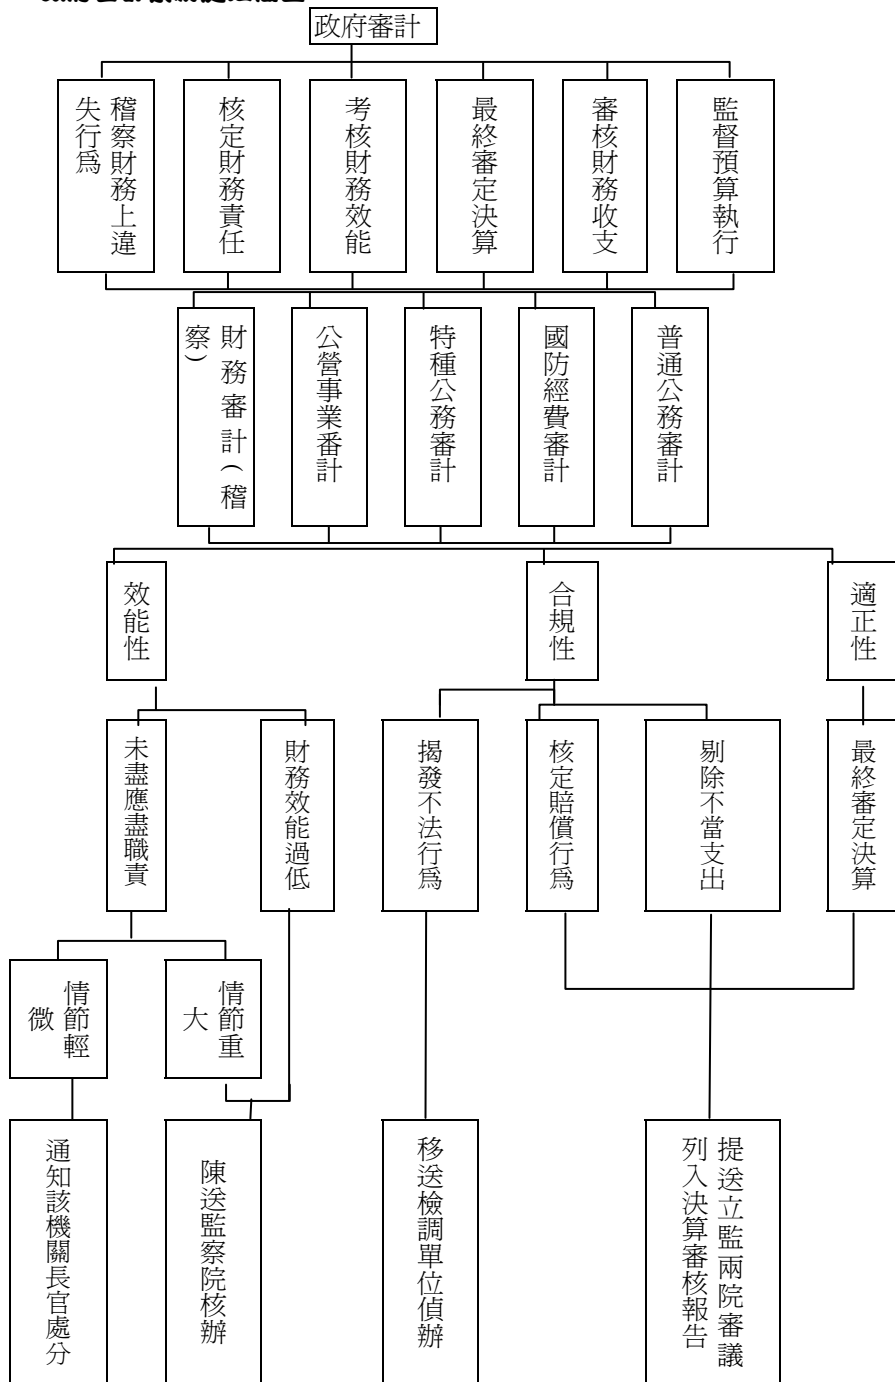 政府審計
監督預算執行
審核財務收支
最終審定決算
考核財務效能
核定財務責任
稽察財務上違
失行為
普通公務審計
國防經費審計
特種公務審計
公營事業番計
財務審計(稽
察)
適正性
合規性
效能性
最終審定決算
剔除不當支出
核定賠償行為
揭發不法行為
財務效能過低
未盡應盡職責
情節重
大
情節輕
微
提送立監兩院審議
列入決算審核報告
移送檢調單位偵辦
陳送監察院核辦
通知該機關長官處分